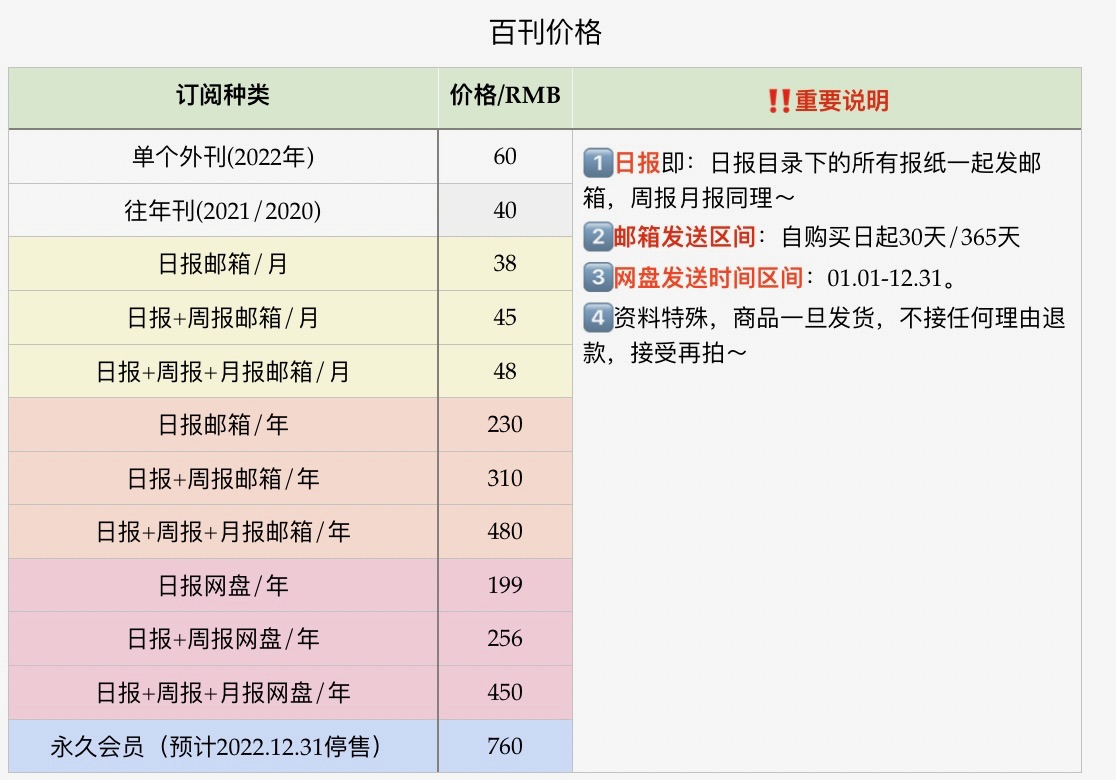 百刊价格
订阅种类 价格/RMB ‼️重要说明
单个外刊(2022年) 60
往年刊(2021/2020) 40
日报邮箱/月 38
日报+周报邮箱/月 45
日报+周报+月报邮箱/月 48
日报邮箱/年 230
日报+周报邮箱/年 310
日报+周报+月报邮箱/年 480
日报网盘/年 199
日报+周报网盘/年 256
日报+周报+月报网盘/年 450
永久会员（预计2022.12.31停售） 760
1️⃣日报即：日报目录下的所有报纸一起发邮
箱，周报月报同理～
2️⃣邮箱发送区间：自购买日起30天/365天
3️⃣网盘发送时间区间：01.01-12.31。
4️⃣资料特殊，商品一旦发货，不接任何理由退
款，接受再拍～